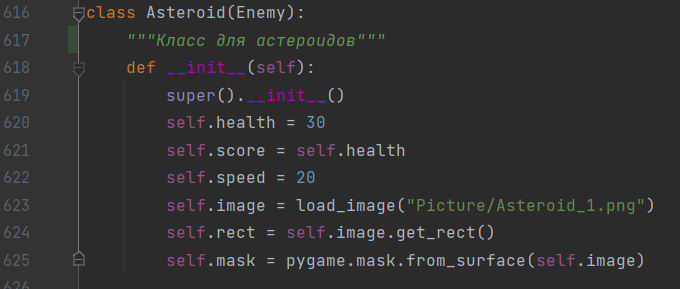 616 class Asteroid(Enemy):
617 """Класс для астероидов"""
618 def __init__(self):
619 super().__init__()
620 self.health = 30
621 self.score = self.health
622 self.speed = 20
623 self.image = load_image("Picture/Asteroid_1.png")
624 self.rect = self.image.get_rect()
625 self.mask = pygame.mask.from_surface(self.image)
626